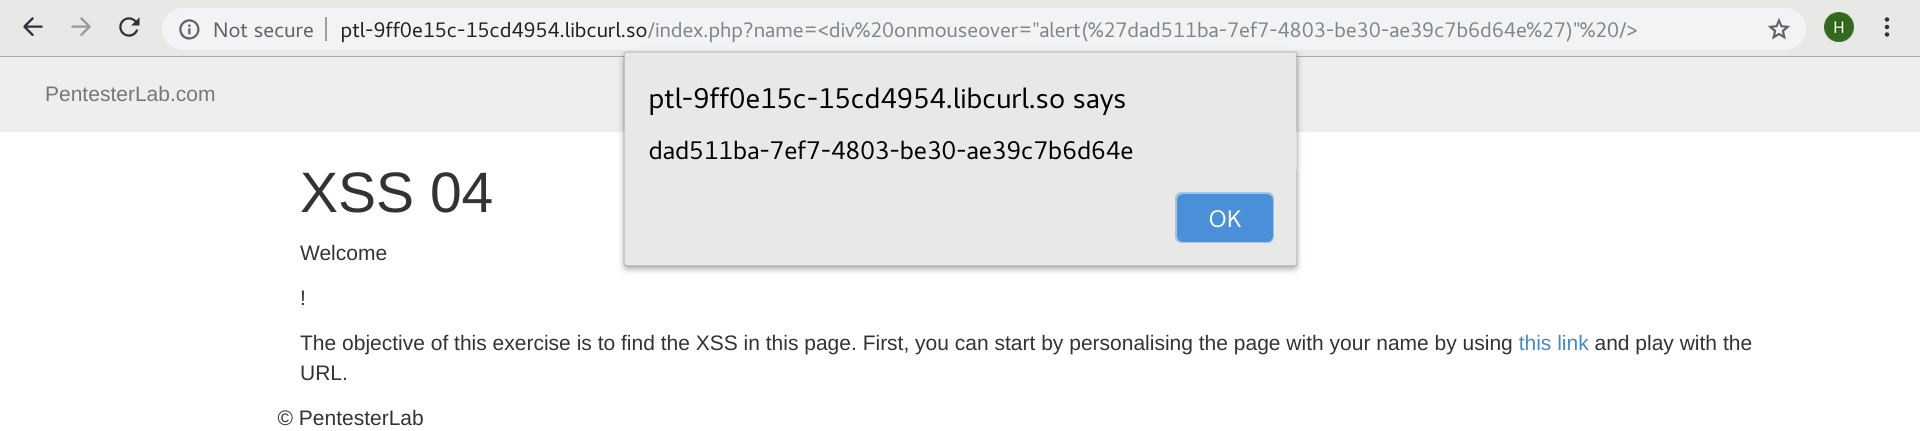 Not secure | ptl-9ff0e15c-15cd4954.libcurl.so/index.php?name=<div%20onmouseover="alert(%27dad511ba-7ef7-4803-be30-ae39c7b6d64e%27)"%20/>
H
PentesterLab.com
ptl-9ff0e15c-15cd4954.libcurl.so says
dad511ba-7ef7-4803-be30-ae39c7b6d64e
OK
XSS 04
Welcome
!
The objective of this exercise is to find the XSS in this page. First, you can start by personalising the page with your name by using this link and play with the
URL.
© PentesterLab